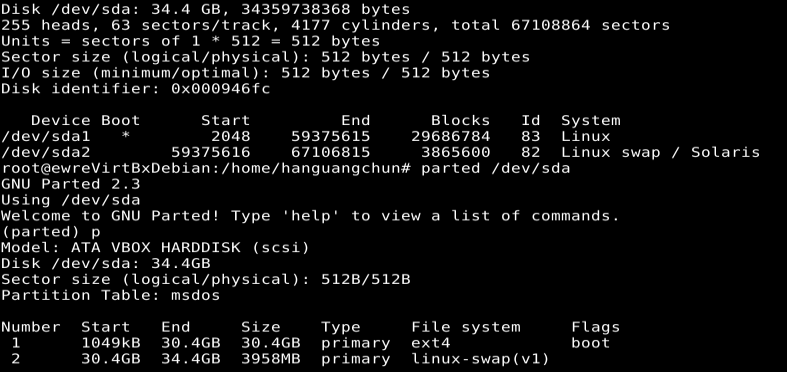 Disk /dev/sda: 34.4 GB, 34359738368 bytes
255 heads, 63 sectors/track, 4177 cylinders, total 67108864 sectors
Units = sectors of 1 * 512 = 512 bytes
Sector size (logical/physical): 512 bytes / 512 bytes
I/O size (minimum/optimal): 512 bytes / 512 bytes
Disk identifier: 0x000946fc

   Device Boot      Start         End      Blocks   Id  System
/dev/sda1   *        2048    59375615    29686784   83  Linux
/dev/sda2        59375616    67106815     3865600   82  Linux swap / Solaris
root@ewreVirtBxDebian:/home/hanguangchun# parted /dev/sda
GNU Parted 2.3
Using /dev/sda
Welcome to GNU Parted! Type 'help' to view a list of commands.
(parted) p
Model: ATA VBOX HARDDISK (scsi)
Disk /dev/sda: 34.4GB
Sector size (logical/physical): 512B/512B
Partition Table: msdos

Number  Start   End     Size    Type     File system     Flags
 1      1049kB  30.4GB  30.4GB  primary  ext4            boot
 2      30.4GB  34.4GB  3958MB  primary  linux-swap(v1)